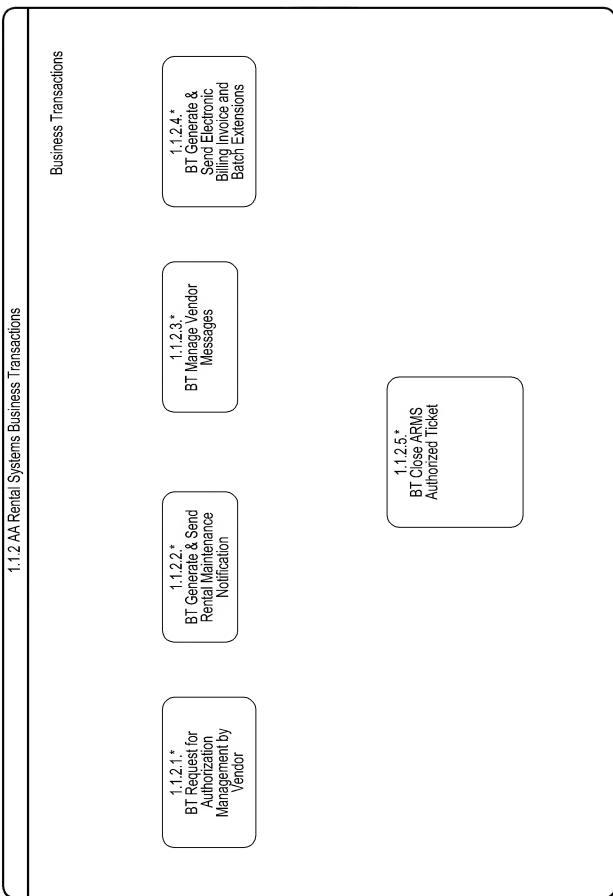 1.1.2 AA Rental Systems Business Transactions
Business Transactions
1.1.2.1.*
BT Request for
Authorization
Management by
Vendor
1.1.2.2.*
BT Generate & Send
Rental Maintenance
Notification
1.1.2.3.*
BT Manage Vendor
Messages
1.1.2.4.*
BT Generate &
Send Electronic
Billing Invoice and
Batch Extensions
1.1.2.5.*
BT Close ARMS
Authorized Ticket